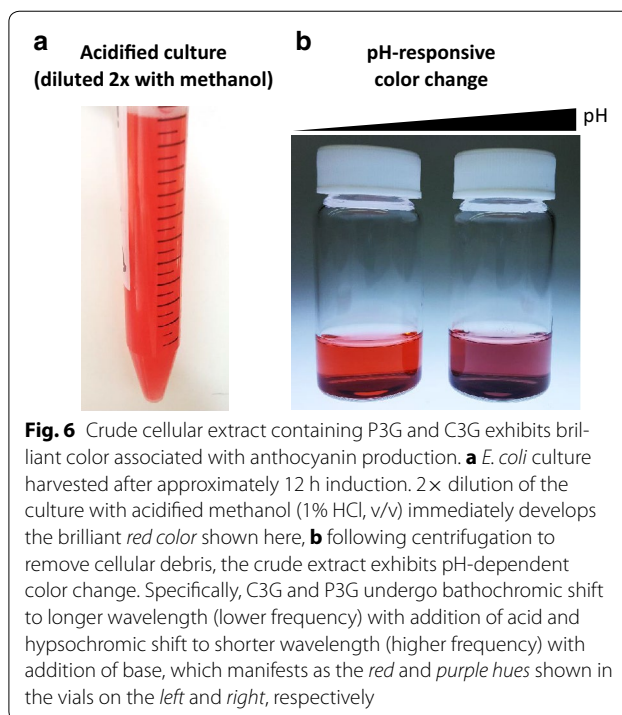 a
Acidified culture
(diluted 2x with methanol)
b
pH-responsive
color change
pH
Fig. 6 Crude cellular extract containing P3G and C3G exhibits bril-
liant color associated with anthocyanin production. a E. coli culture
harvested after approximately 12 h induction. 2× dilution of the
culture with acidified methanol (1% HCl, v/v) immediately develops
the brilliant red color shown here, b following centrifugation to
remove cellular debris, the crude extract exhibits pH-dependent
color change. Specifically, C3G and P3G undergo bathochromic shift
to longer wavelength (lower frequency) with addition of acid and
hypsochromic shift to shorter wavelength (higher frequency) with
addition of base, which manifests as the red and purple hues shown in
the vials on the left and right, respectively